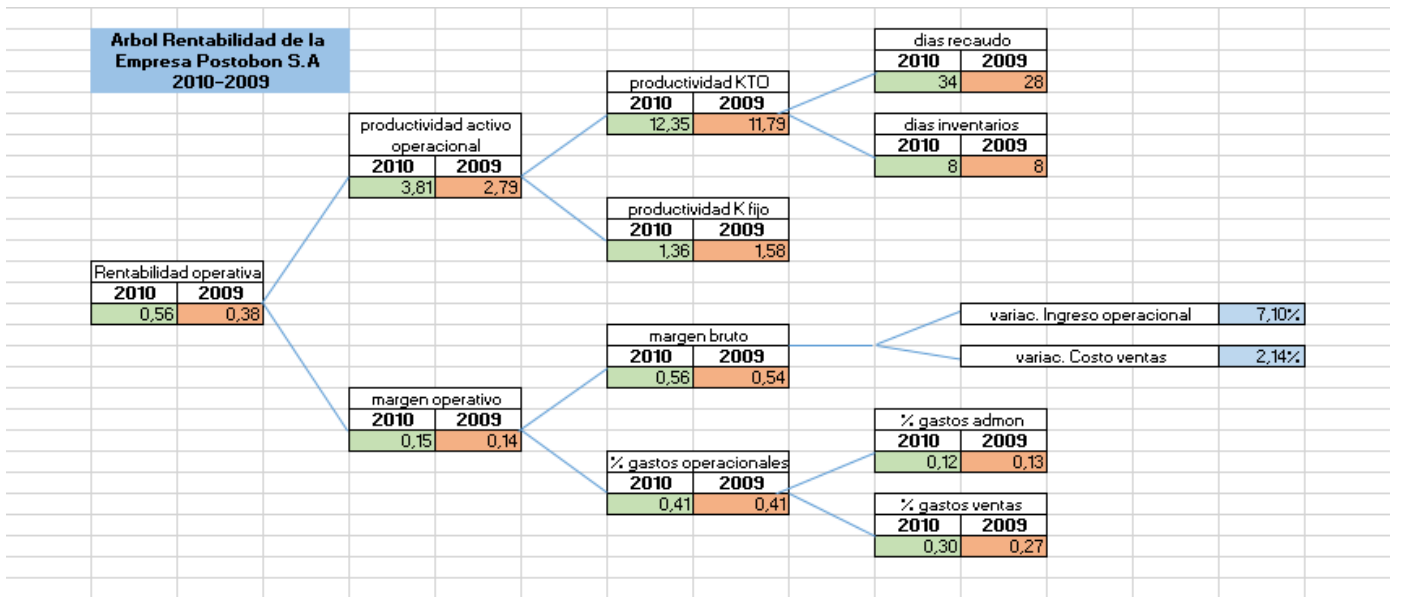 Arbol Rentabilidad de la
Empresa Postobon S.A
2010-2009
dias recaudo
2010 2009
34 28
productividad KTO
2010 2009
12,35 11,79
productividad activo
operacional
2010 2009
3,81 2,79
dias inventarios
2010 2009
8 8
productividad K fijo
2010 2009
1,36 1,58
Rentabilidad operativa
2010 2009
0,56 0,38
variac. Ingreso operacional 7,10%
margen bruto
2010 2009
0,56 0,54
variac. Costo ventas 2,14%
margen operativo
2010 2009
0,15 0,14
% gastos admon
2010 2009
0,12 0,13
% gastos operacionales
2010 2009
0,41 0,41
% gastos ventas
2010 2009
0,30 0,27